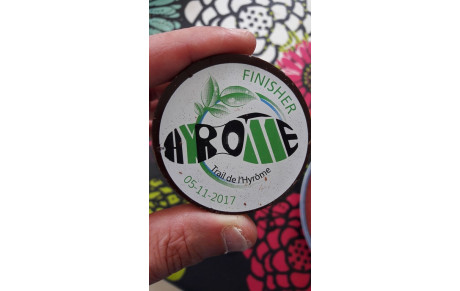 FINISHER
HYROME
Trail de l'Hyrôme
05-11-2017